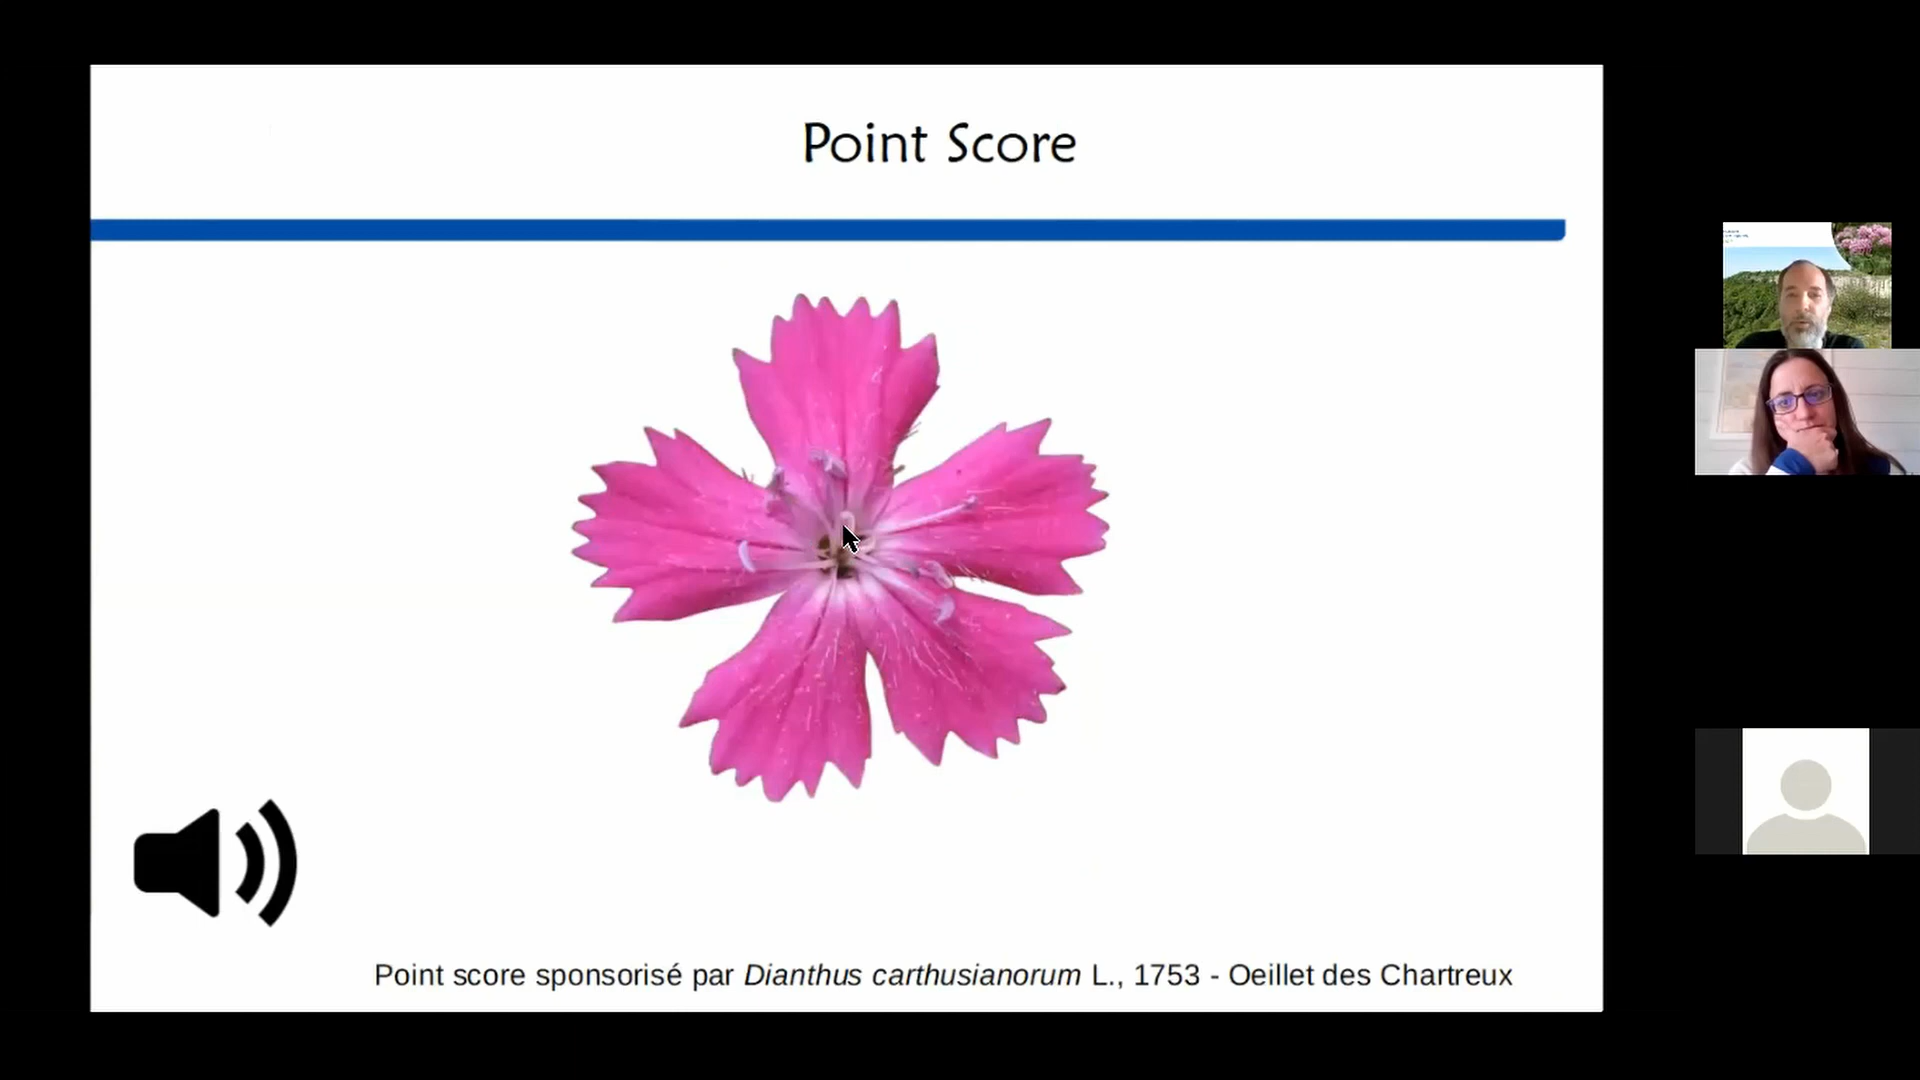 Point Score
Point score sponsorisé par Dianthus carthusianorum L., 1753 - Oeillet des Chartreux